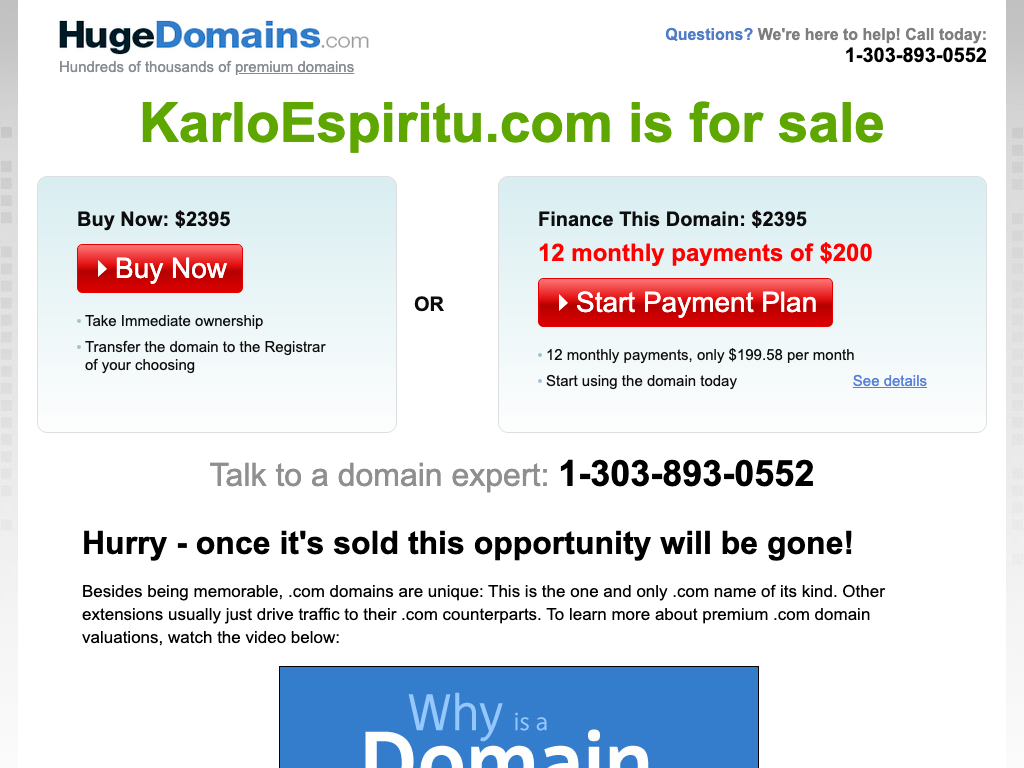 HugeDomains.com
Hundreds of thousands of premium domains
Questions? We're here to help! Call today:
1-303-893-0552
KarloEspiritu.com is for sale
Buy Now: $2395
Buy Now
Take Immediate ownership
Transfer the domain to the Registrar
of your choosing
OR
Finance This Domain: $2395
12 monthly payments of $200
Start Payment Plan
12 monthly payments, only $199.58 per month
Start using the domain today
See details
Talk to a domain expert: 1-303-893-0552
Hurry - once it's sold this opportunity will be gone!
Besides being memorable, .com domains are unique: This is the one and only .com name of its kind. Other
extensions usually just drive traffic to their .com counterparts. To learn more about premium .com domain
valuations, watch the video below:
Why is a
Domain